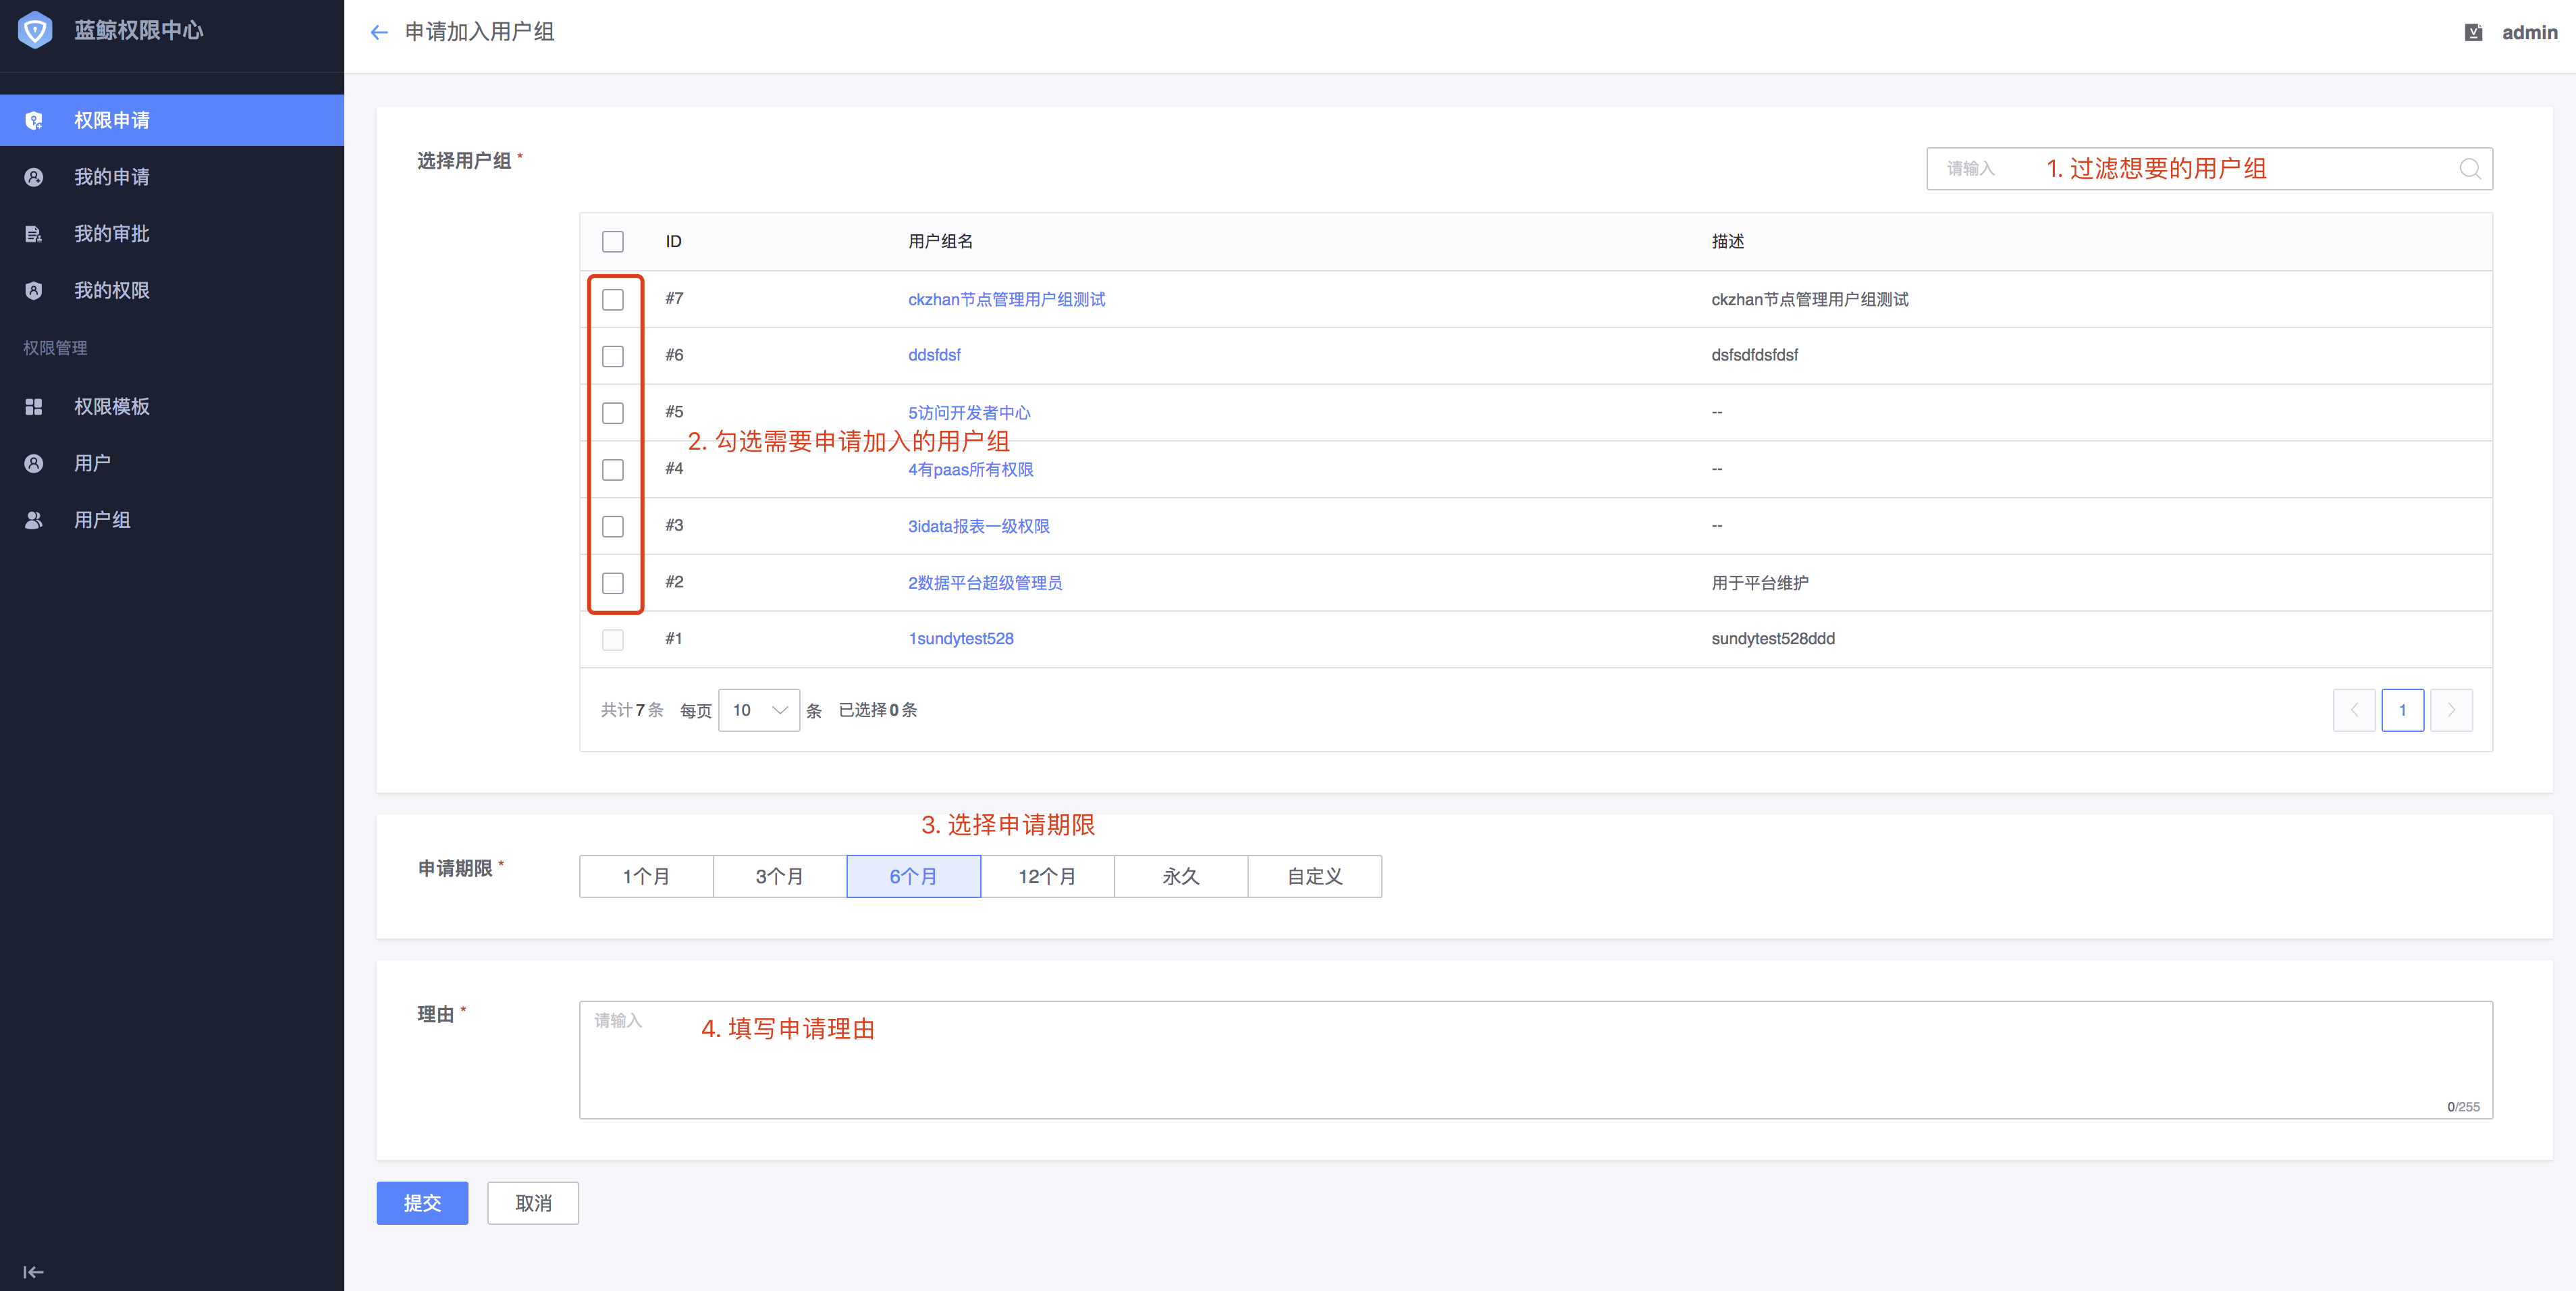 蓝鲸权限中心
申请加入用户组
admin
权限申请
我的申请
我的审批
我的权限
权限管理
权限模板
用户
用户组
选择用户组 *
请输入 1. 过滤想要的用户组
ID 用户组名 描述
#7 ckzhan节点管理用户组测试 ckzhan节点管理用户组测试
#6 ddsfdsf dsfsdfdsfdsf
#5 5访问开发者中心 --
2. 勾选需要申请加入的用户组
#4 4有paas所有权限 --
#3 3idata报表一级权限 --
#2 2数据平台超级管理员 用于平台维护
#1 1sundytest528 sundytest528ddd
共计7条 每页 10 条 已选择0条 1
3. 选择申请期限
申请期限 * 1个月 3个月 6个月 12个月 永久 自定义
理由 *
请输入 4. 填写申请理由
0/255
提交 取消